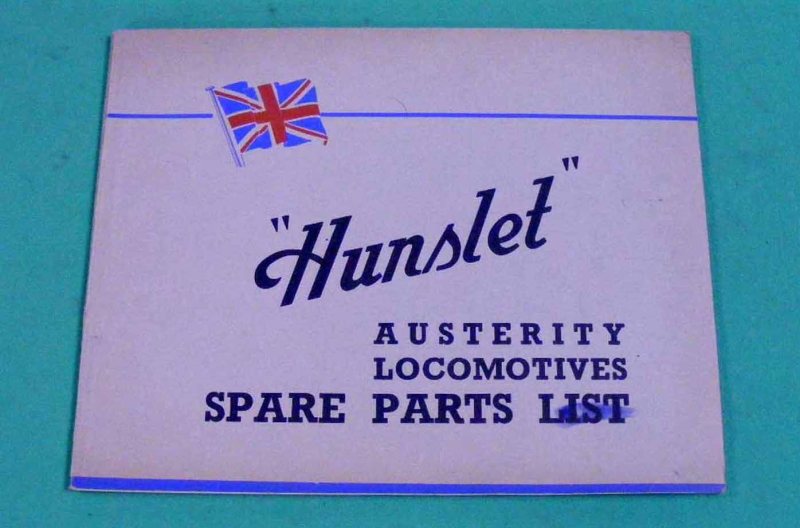 "Hunslet"
AUSTERITY
LOCOMOTIVES
SPARE PARTS LIST